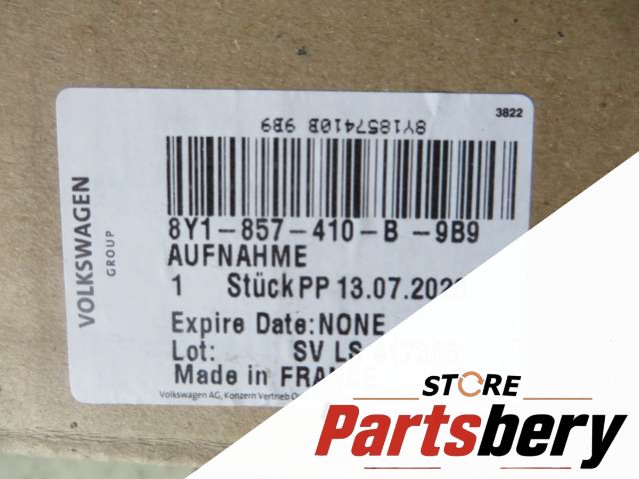 3822
8Y1857410B 9B9
VOLKSWAGEN
GROUP
8Y1-857-410-B -9B9
AUFNAHME
1 Stück PP 13.07.202
Expire Date:NONE
Lot: SV LS
Made in FRANCE
Volkswagen AG, Konzern Vertrieb
STORE
Partsbery